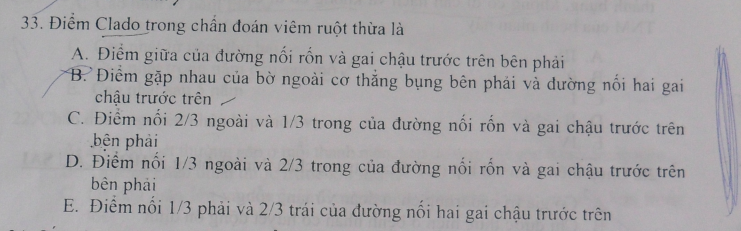 33. Điểm Clado trong chẩn đoán viêm ruột thừa là
A. Điểm giữa của đường nối rốn và gai chậu trước trên bên phải
B. Điểm gặp nhau của bờ ngoài cơ thẳng bụng bên phải và đường nối hai gai
chậu trước trên
C. Điểm nối 2/3 ngoài và 1/3 trong của đường nối rốn và gai chậu trước trên
bên phải
D. Điểm nối 1/3 ngoài và 2/3 trong của đường nối rốn và gai chậu trước trên
bên phải
E. Điểm nối 1/3 phải và 2/3 trái của đường nối hai gai chậu trước trên